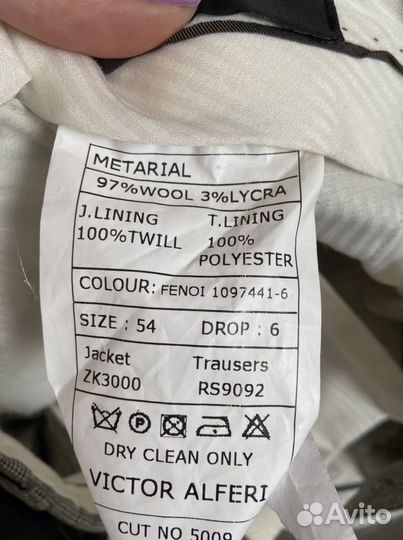 METARIAL
97%WOOL 3%LYCRA
J.LINING T.LINING
100%TWILL 100%
POLYESTER
COLOUR: FENOI 1097441-6
SIZE : 54 DROP : 6
Jacket Trausers
ZK3000 RS9092
P
DRY CLEAN ONLY
VICTOR ALFERI
CUT NO 5009
Avito